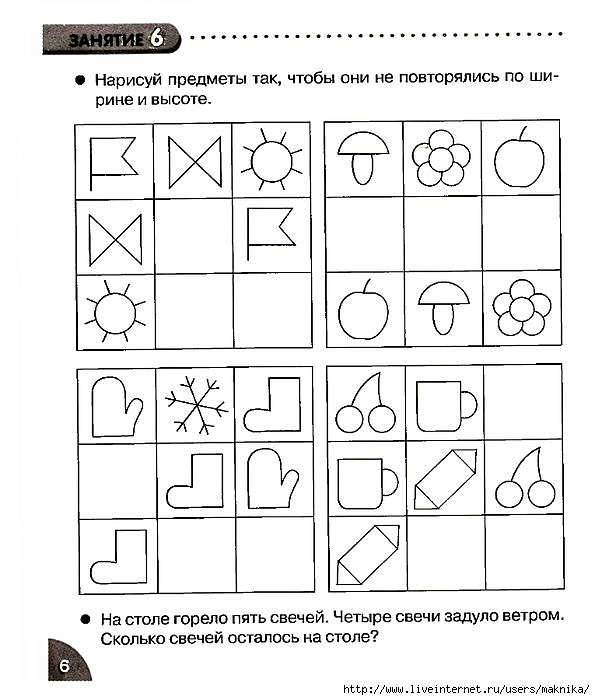 ЗАНЯТИЕ 6
● Нарисуй предметы так, чтобы они не повторялись по ши-
рине и высоте.
● На столе горело пять свечей. Четыре свечи задуло ветром.
Сколько свечей осталось на столе?
6
http://www.liveinternet.ru/users/maknika/